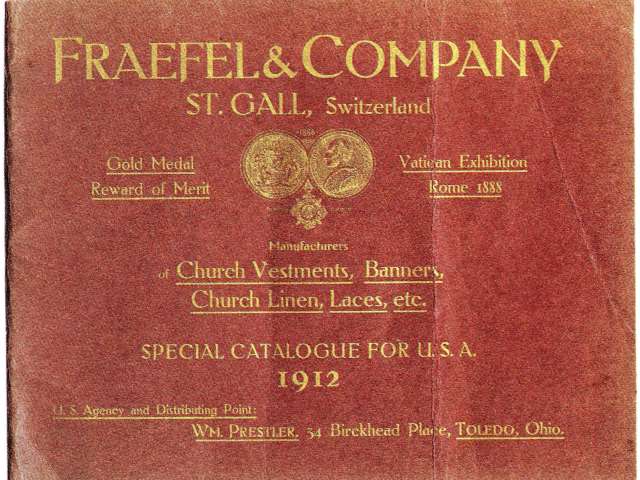 FRAEFEL & COMPANY
ST. GALL, Switzerland
1888
Gold Medal
Reward of Merit
Vatican Exhibition
Rome 1888
Manufacturers
of Church Vestments, Banners,
Church Linen, Laces, etc.
SPECIAL CATALOGUE FOR U. S. A.
1912
U. S. Agency and Distributing Point:
WM. PRESTLER, 34 Birckhead Place, TOLEDO, Ohio.